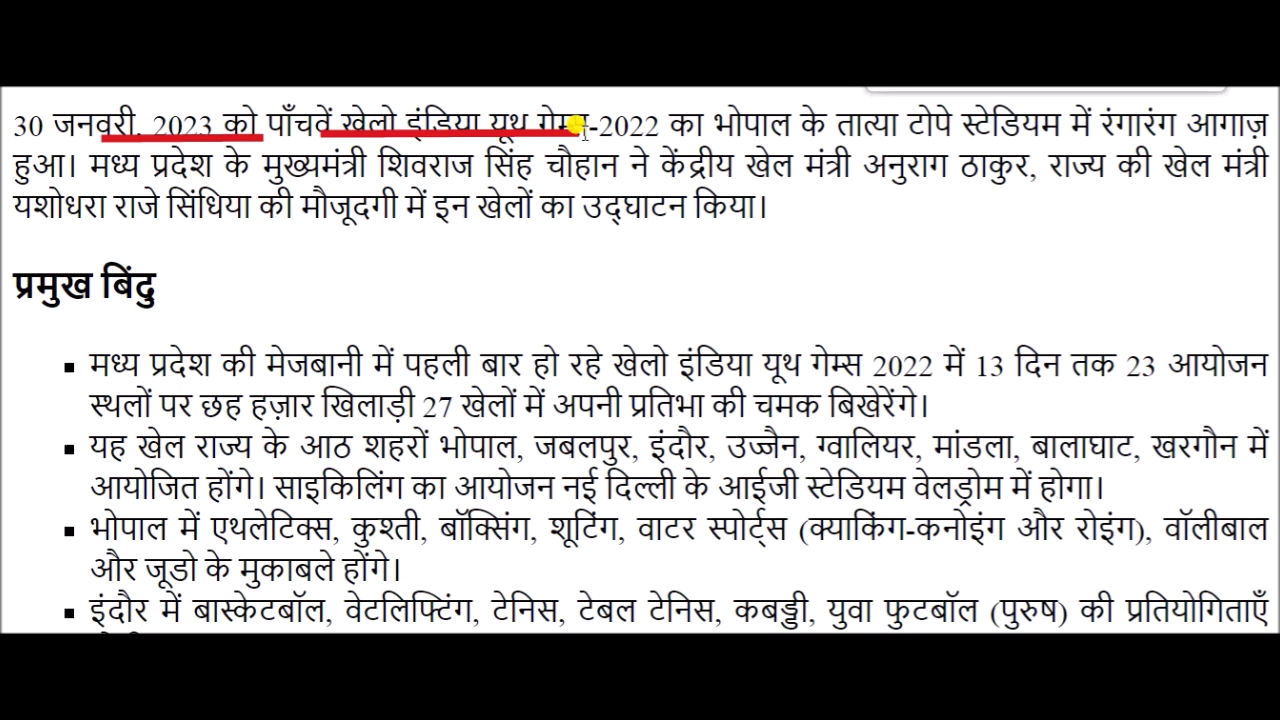 30 जनवरी, 2023 को पाँचवें खेलो इंडिया यूथ गेम्स-2022 का भोपाल के तात्या टोपे स्टेडियम में रंगारंग आगाज़
हुआ। मध्य प्रदेश के मुख्यमंत्री शिवराज सिंह चौहान ने केंद्रीय खेल मंत्री अनुराग ठाकुर, राज्य की खेल मंत्री
यशोधरा राजे सिंधिया की मौजूदगी में इन खेलों का उद्घाटन किया।
प्रमुख बिंदु
▪ मध्य प्रदेश की मेजबानी में पहली बार हो रहे खेलो इंडिया यूथ गेम्स 2022 में 13 दिन तक 23 आयोजन
स्थलों पर छह हज़ार खिलाड़ी 27 खेलों में अपनी प्रतिभा की चमक बिखेरेंगे।
▪ यह खेल राज्य के आठ शहरों भोपाल, जबलपुर, इंदौर, उज्जैन, ग्वालियर, मांडला, बालाघाट, खरगौन में
आयोजित होंगे। साइकिलिंग का आयोजन नई दिल्ली के आईजी स्टेडियम वेलड्रोम में होगा।
▪ भोपाल में एथलेटिक्स, कुश्ती, बॉक्सिंग, शूटिंग, वाटर स्पोर्ट्स (क्याकिंग-कनोइंग और रोइंग), वॉलीबाल
और जूडो के मुकाबले होंगे।
▪ इंदौर में बास्केटबॉल, वेटलिफ्टिंग, टेनिस, टेबल टेनिस, कबड्डी, युवा फुटबॉल (पुरुष) की प्रतियोगिताएँ